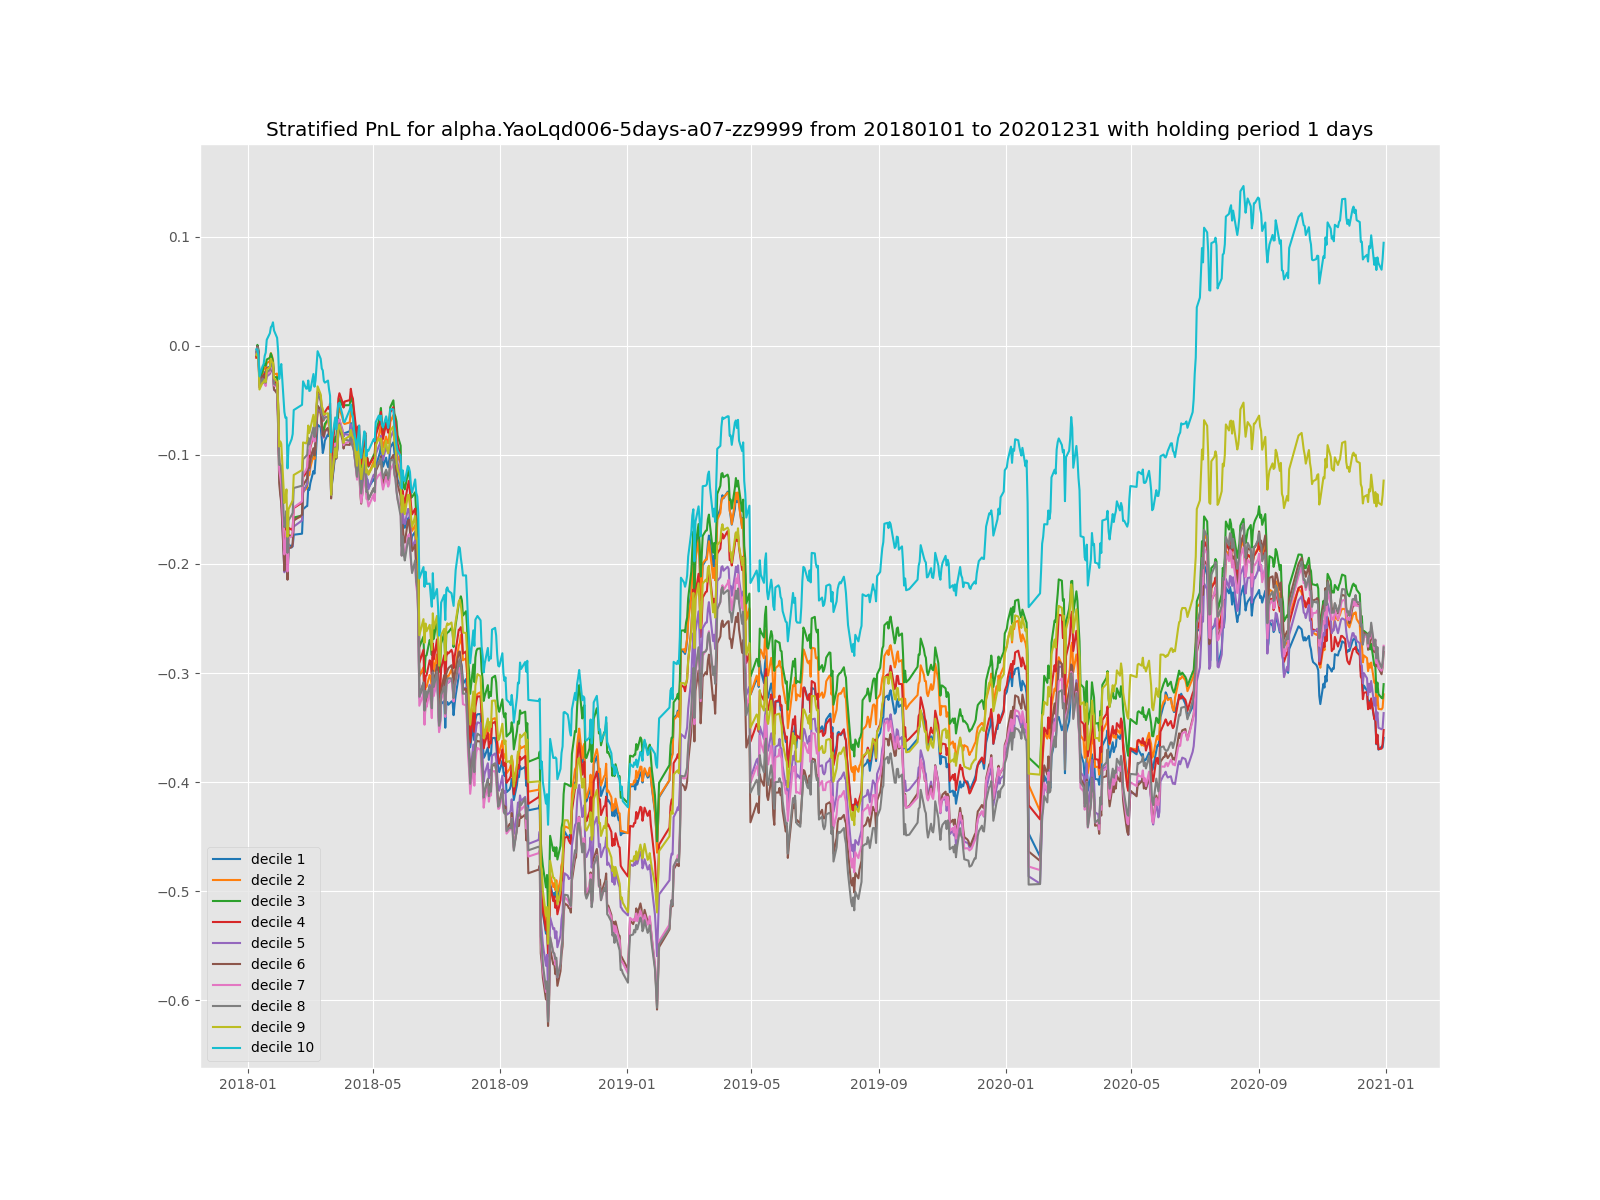 Stratified PnL for alpha.YaoLqd006-5days-a07-zz9999 from 20180101 to 20201231 with holding period 1 days
0.1
0.0
−0.1
−0.2
−0.3
−0.4
−0.5
−0.6
decile 1
decile 2
decile 3
decile 4
decile 5
decile 6
decile 7
decile 8
decile 9
decile 10
2018-01 2018-05 2018-09 2019-01 2019-05 2019-09 2020-01 2020-05 2020-09 2021-01